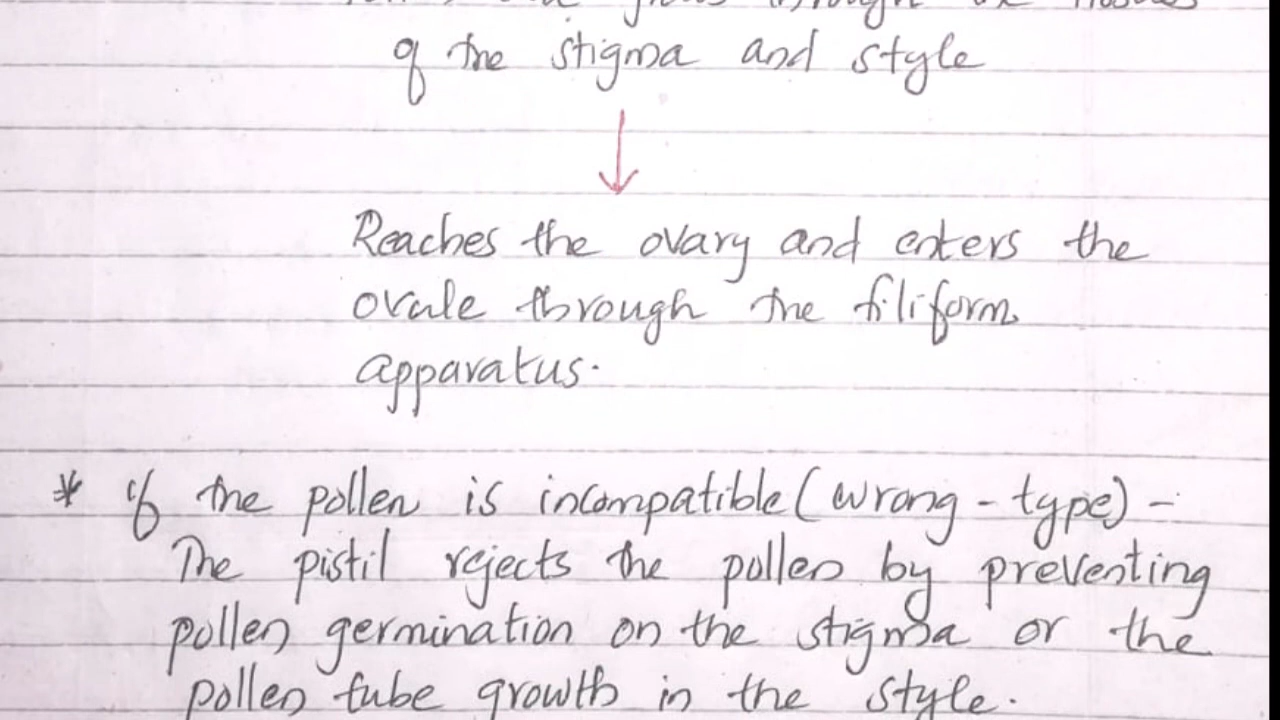 through
of the stigma and style
Reaches the ovary and enters the
ovule through the filiform
apparatus.
* if the pollen is incompatible (wrong-type) -
The pistil rejects the pollen by preventing
pollen germination on the stigma or the
pollen tube growth in the style.